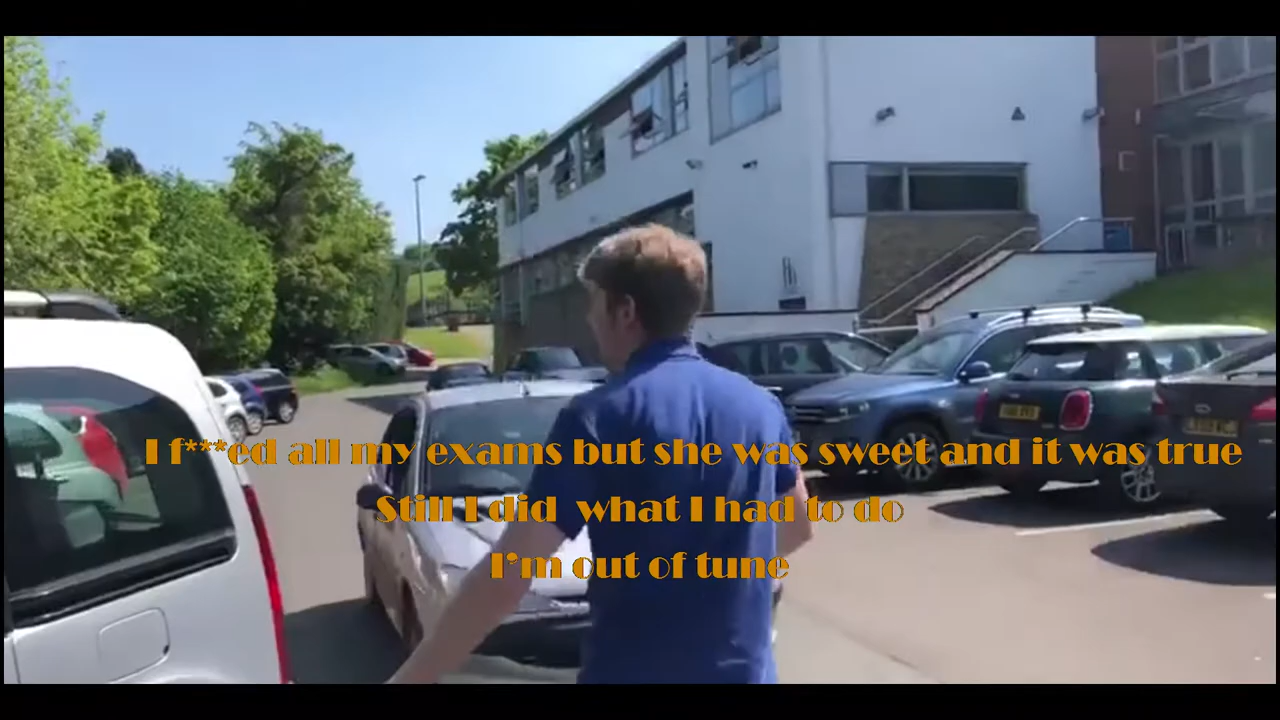 I f***ed all my exams but she was sweet and it was true
Still I did  what I had to do
I'm out of tune